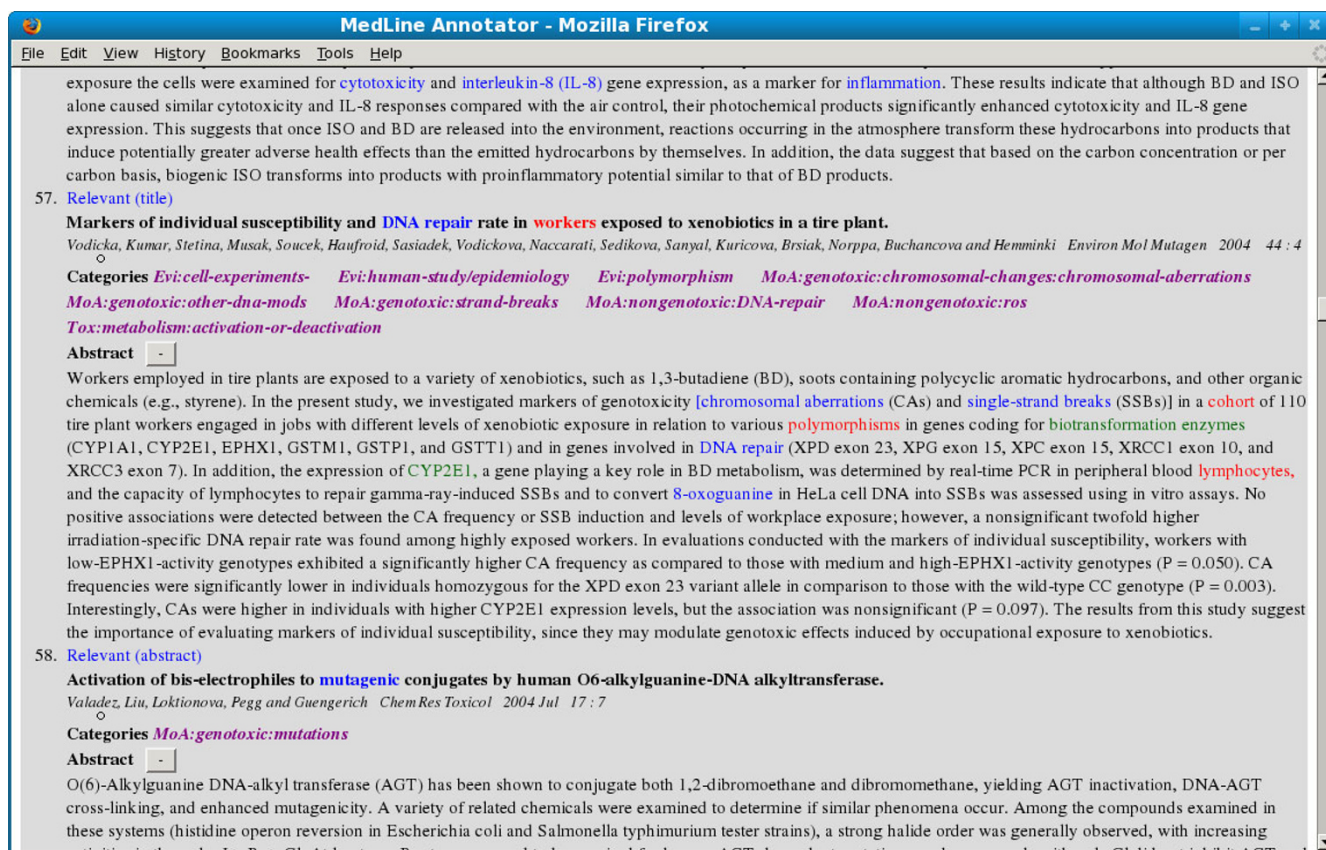 MedLine Annotator - Mozilla Firefox
File Edit View History Bookmarks Tools Help
exposure the cells were examined for cytotoxicity and interleukin-8 (IL-8) gene expression, as a marker for inflammation. These results indicate that although BD and ISO
alone caused similar cytotoxicity and IL-8 responses compared with the air control, their photochemical products significantly enhanced cytotoxicity and IL-8 gene
expression. This suggests that once ISO and BD are released into the environment, reactions occurring in the atmosphere transform these hydrocarbons into products that
induce potentially greater adverse health effects than the emitted hydrocarbons by themselves. In addition, the data suggest that based on the carbon concentration or per
carbon basis, biogenic ISO transforms into products with proinflammatory potential similar to that of BD products.
57. Relevant (title)
Markers of individual susceptibility and DNA repair rate in workers exposed to xenobiotics in a tire plant.
Vodicka, Kumar, Stetina, Musak, Soucek, Haufroid, Sasiadek, Vodickova, Naccarati, Sedikova, Sanyal, Kuricova, Brsiak, Norppa, Buchancova and Hemminki Environ Mol Mutagen 2004 44 : 4
Categories Evi:cell-experiments- Evi:human-study/epidemiology Evi:polymorphism MoA:genotoxic:chromosomal-changes:chromosomal-aberrations
MoA:genotoxic:other-dna-mods MoA:genotoxic:strand-breaks MoA:nongenotoxic:DNA-repair MoA:nongenotoxic:ros
Tox:metabolism:activation-or-deactivation
Abstract -
Workers employed in tire plants are exposed to a variety of xenobiotics, such as 1,3-butadiene (BD), soots containing polycyclic aromatic hydrocarbons, and other organic
chemicals (e.g., styrene). In the present study, we investigated markers of genotoxicity [chromosomal aberrations (CAs) and single-strand breaks (SSBs)] in a cohort of 110
tire plant workers engaged in jobs with different levels of xenobiotic exposure in relation to various polymorphisms in genes coding for biotransformation enzymes
(CYP1A1, CYP2E1, EPHX1, GSTM1, GSTP1, and GSTT1) and in genes involved in DNA repair (XPD exon 23, XPG exon 15, XPC exon 15, XRCC1 exon 10, and
XRCC3 exon 7). In addition, the expression of CYP2E1, a gene playing a key role in BD metabolism, was determined by real-time PCR in peripheral blood lymphocytes,
and the capacity of lymphocytes to repair gamma-ray-induced SSBs and to convert 8-oxoguanine in HeLa cell DNA into SSBs was assessed using in vitro assays. No
positive associations were detected between the CA frequency or SSB induction and levels of workplace exposure; however, a nonsignificant twofold higher
irradiation-specific DNA repair rate was found among highly exposed workers. In evaluations conducted with the markers of individual susceptibility, workers with
low-EPHX1-activity genotypes exhibited a significantly higher CA frequency as compared to those with medium and high-EPHX1-activity genotypes (P = 0.050). CA
frequencies were significantly lower in individuals homozygous for the XPD exon 23 variant allele in comparison to those with the wild-type CC genotype (P = 0.003).
Interestingly, CAs were higher in individuals with higher CYP2E1 expression levels, but the association was nonsignificant (P = 0.097). The results from this study suggest
the importance of evaluating markers of individual susceptibility, since they may modulate genotoxic effects induced by occupational exposure to xenobiotics.
58. Relevant (abstract)
Activation of bis-electrophiles to mutagenic conjugates by human O6-alkylguanine-DNA alkyltransferase.
Valadez, Liu, Loktionova, Pegg and Guengerich Chem Res Toxicol 2004 Jul 17 : 7
Categories MoA:genotoxic:mutations
Abstract -
O(6)-Alkylguanine DNA-alkyl transferase (AGT) has been shown to conjugate both 1,2-dibromoethane and dibromomethane, yielding AGT inactivation, DNA-AGT
cross-linking, and enhanced mutagenicity. A variety of related chemicals were examined to determine if similar phenomena occur. Among the compounds examined in
these systems (histidine operon reversion in Escherichia coli and Salmonella typhimurium tester strains), a strong halide order was generally observed, with increasing